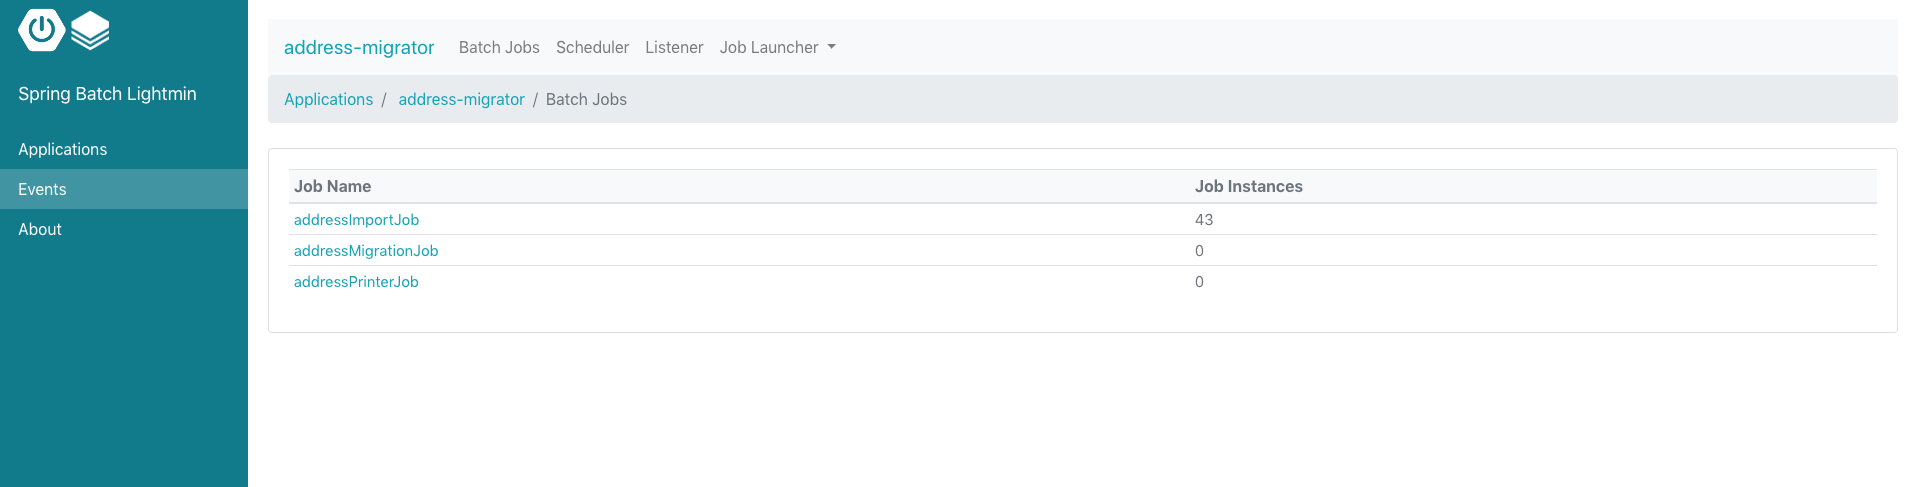 Spring Batch Lightmin
Applications
Events
About
address-migrator Batch Jobs Scheduler Listener Job Launcher
Applications / address-migrator / Batch Jobs
Job Name Job Instances
addressImportJob 43
addressMigrationJob 0
addressPrinterJob 0